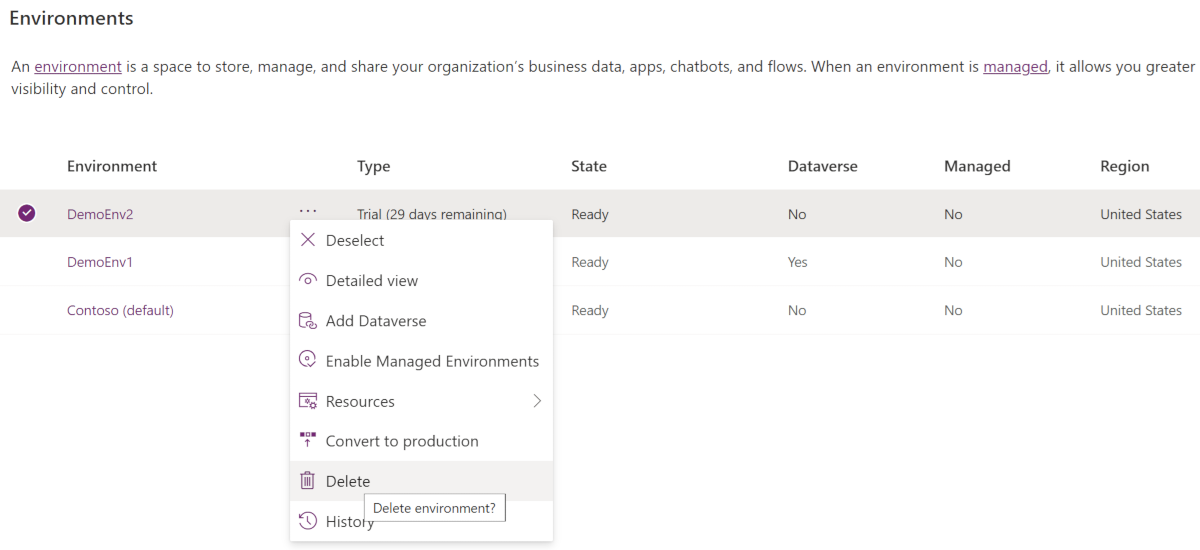 Environments
An environment is a space to store, manage, and share your organization's business data, apps, chatbots, and flows. When an environment is managed, it allows you greater
visibility and control.
Environment Type State Dataverse Managed Region
DemoEnv2 ... Trial (29 days remaining) Ready No No United States
DemoEnv1 Ready Yes No United States
Contoso (default) Ready No No United States
Deselect
Detailed view
Add Dataverse
Enable Managed Environments
Resources
Convert to production
Delete
Delete environment?
History